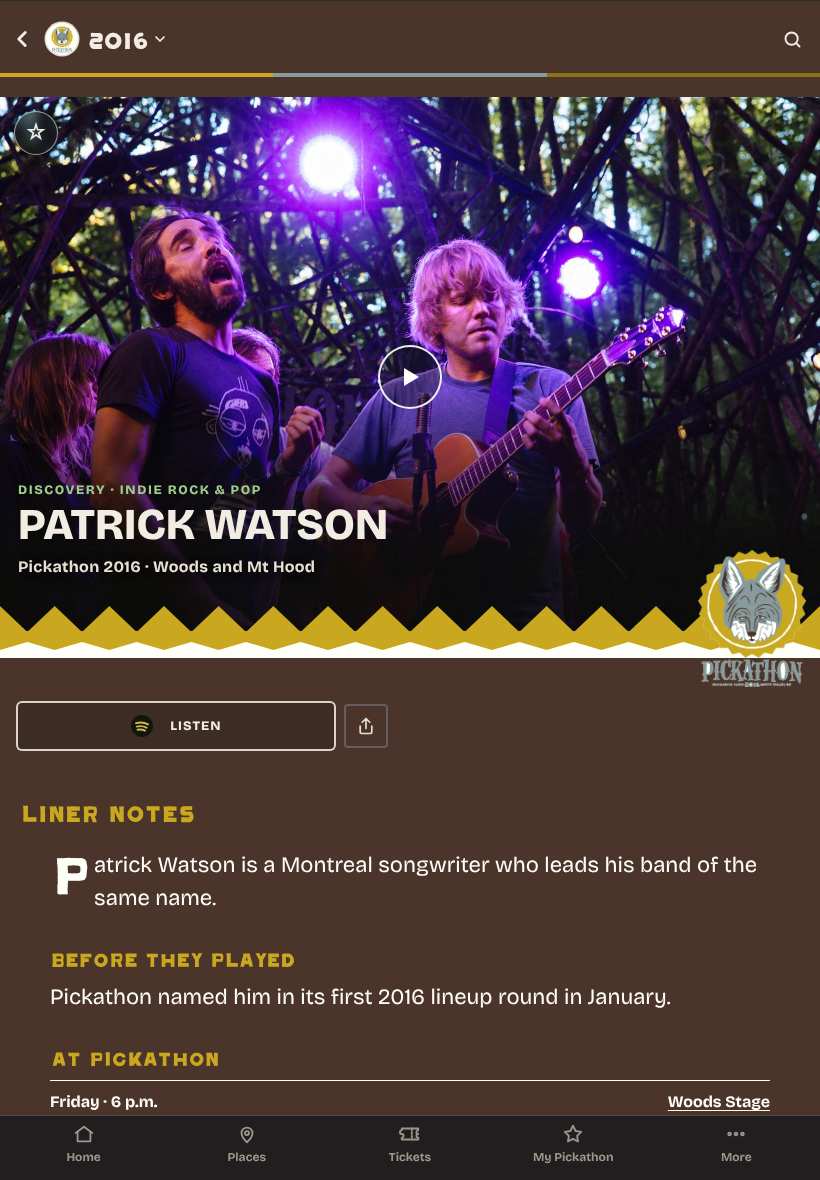 2016
DISCOVERY · INDIE ROCK & POP
PATRICK WATSON
Pickathon 2016 · Woods and Mt Hood
PICKATHON
LISTEN
LINER NOTES
Patrick Watson is a Montreal songwriter who leads his band of the
same name.
BEFORE THEY PLAYED
Pickathon named him in its first 2016 lineup round in January.
AT PICKATHON
Friday · 6 p.m.
Woods Stage
Home
Places
Tickets
My Pickathon
More